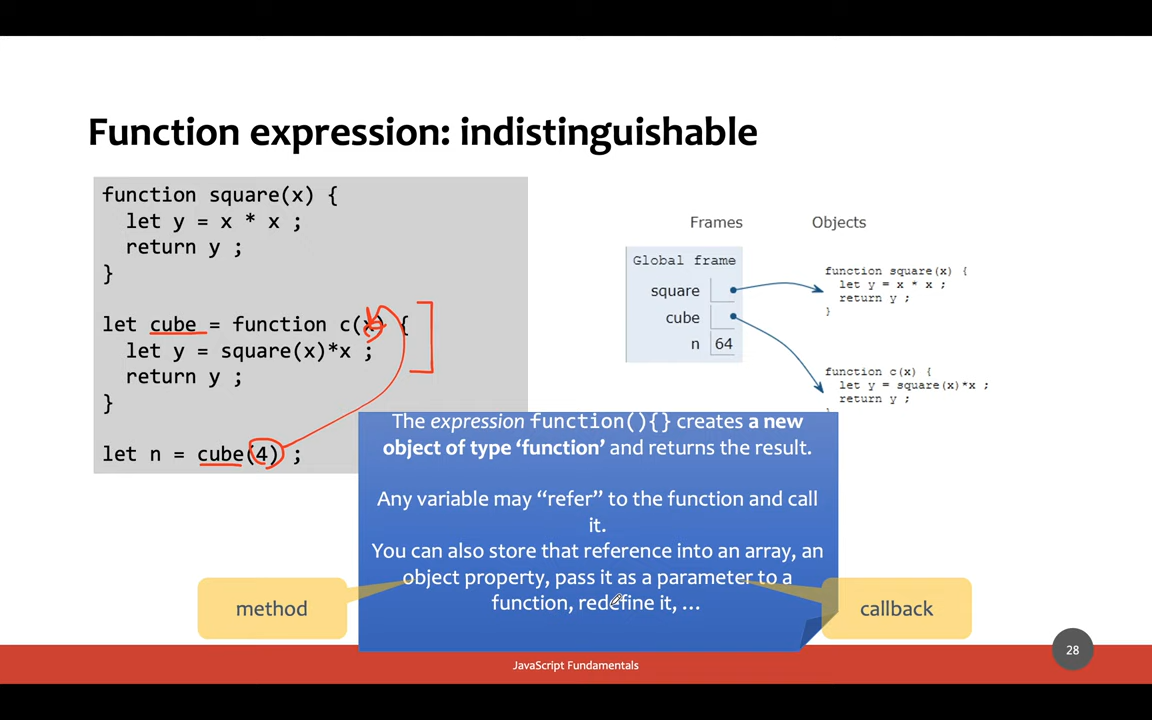 Function expression: indistinguishable
function square(x) {
let y = x * x ;
return y ;
}
let cube = function c(x) {
let y = square(x)*x ;
return y ;
}
let n = cube(4) ;
Frames
Objects
Global frame
square
cube
n 64
function square(x) {
let y = x * x ;
return y ;
}
function c(x) {
let y = square(x)*x ;
return y ;
The expression function(){} creates a new
object of type ‘function’ and returns the result.
Any variable may “refer” to the function and call
it.
You can also store that reference into an array, an
object property, pass it as a parameter to a
function, redefine it, …
method
callback
JavaScript Fundamentals
28